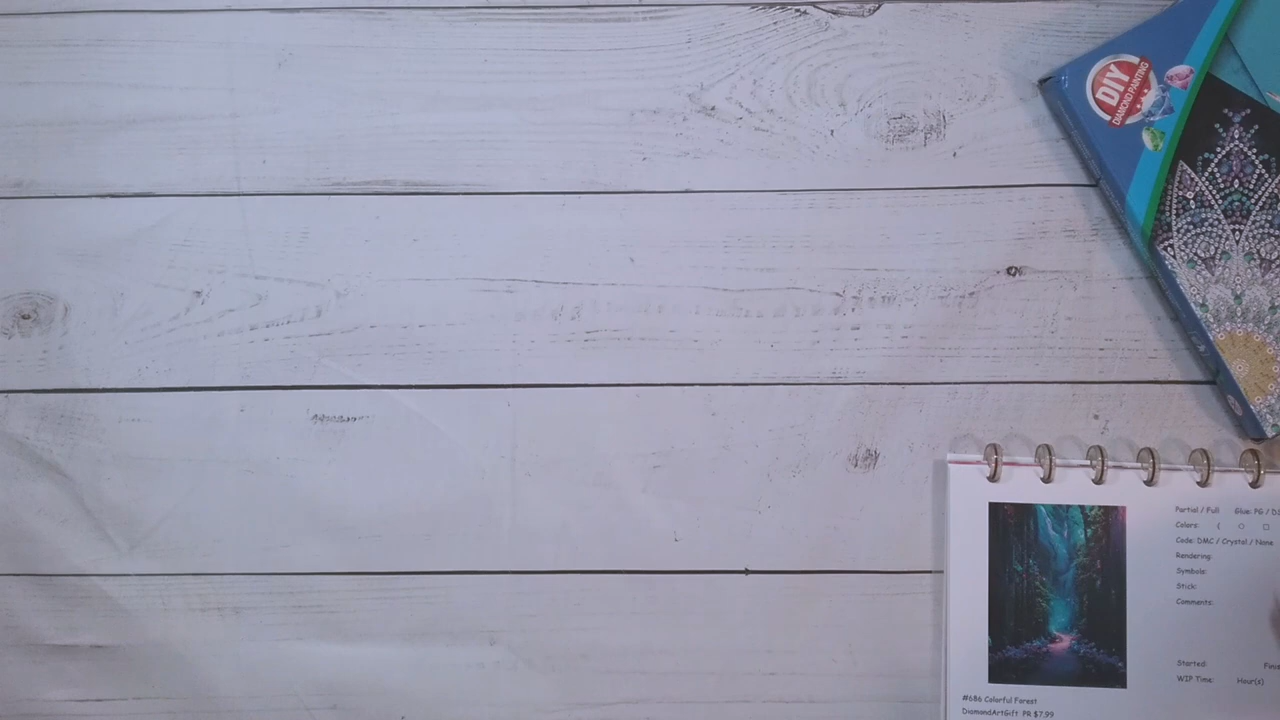 DIY
DIAMOND PAINTING
Partial / Full Glue: PG /
Colors: ( ○ □
Code: DMC / Crystal / None
Rendering:
Symbols:
Stick:
Comments:
Started:
WIP Time: Hour(s)
#686 Colorful Forest
DiamondArtGift PR $7.99